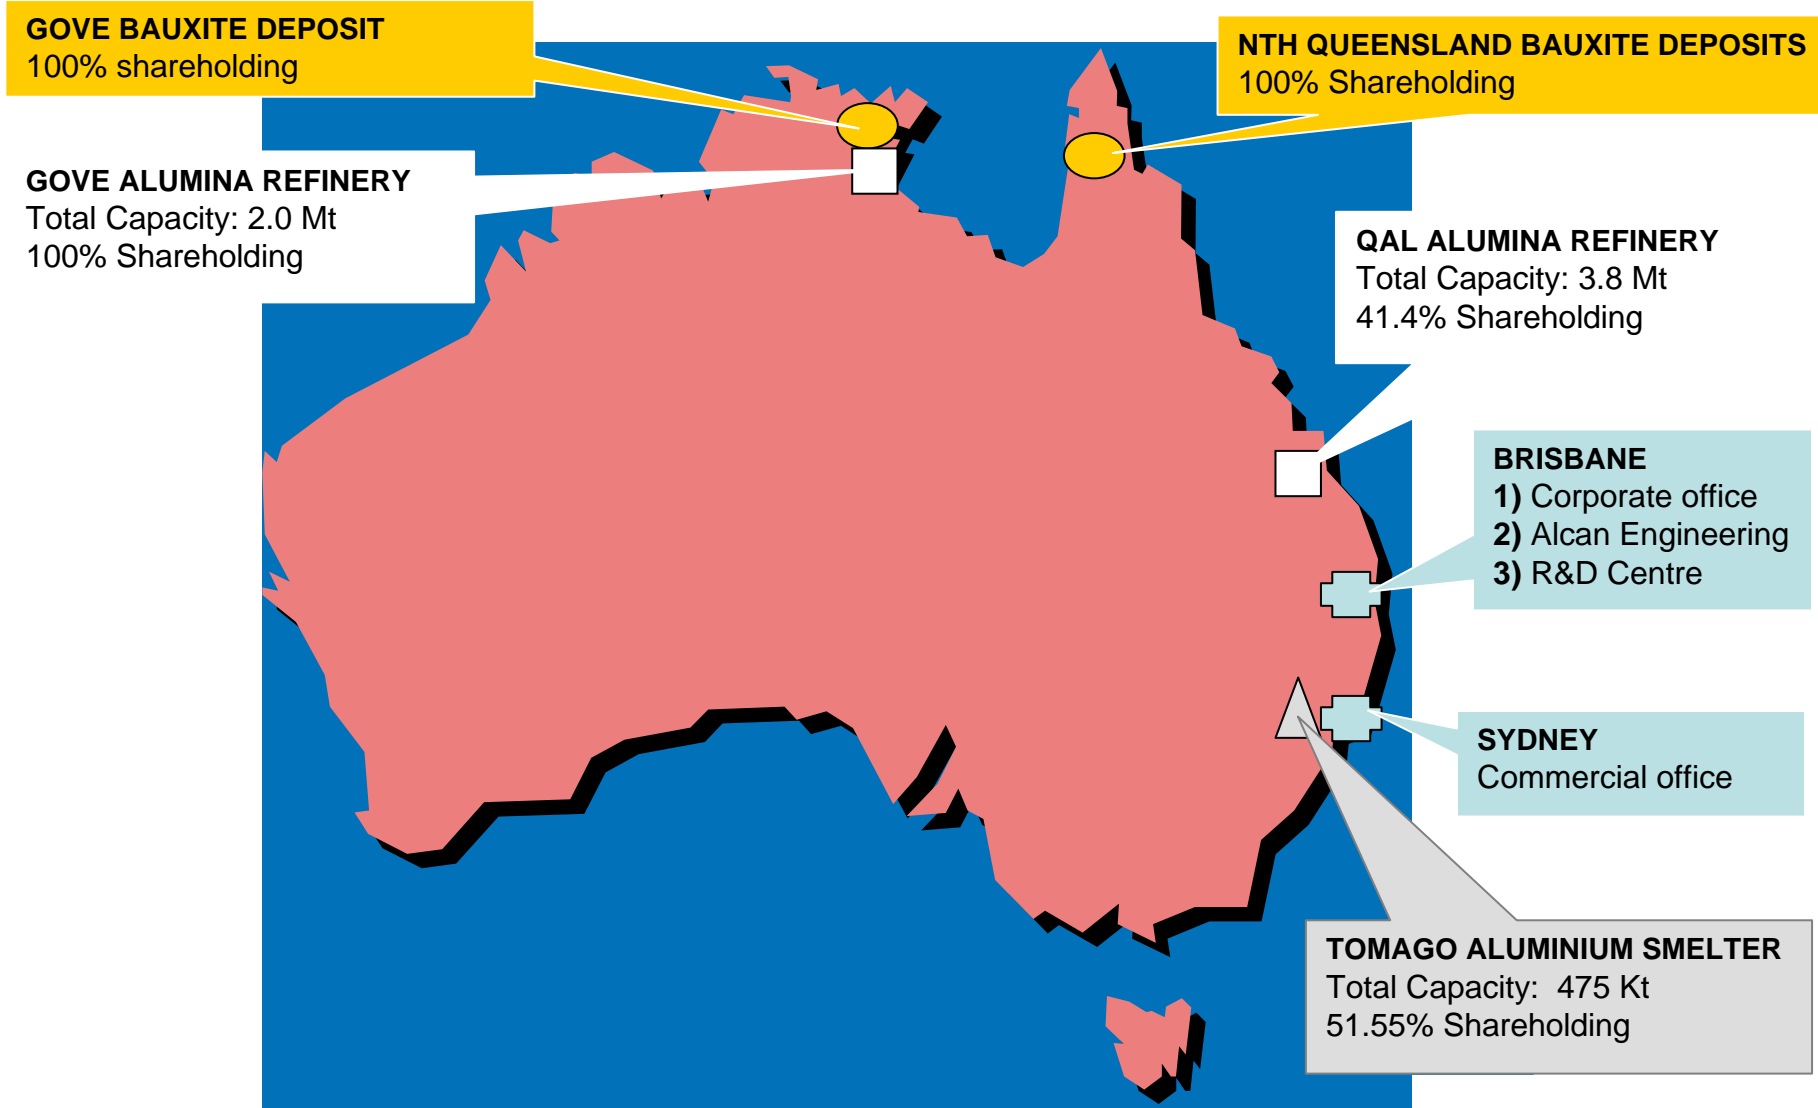 GOVE BAUXITE DEPOSIT
100% shareholding
NTH QUEENSLAND BAUXITE DEPOSITS
100% Shareholding
GOVE ALUMINA REFINERY
Total Capacity: 2.0 Mt
100% Shareholding
QAL ALUMINA REFINERY
Total Capacity: 3.8 Mt
41.4% Shareholding
BRISBANE
1) Corporate office
2) Alcan Engineering
3) R&D Centre
SYDNEY
Commercial office
TOMAGO ALUMINIUM SMELTER
Total Capacity: 475 Kt
51.55% Shareholding